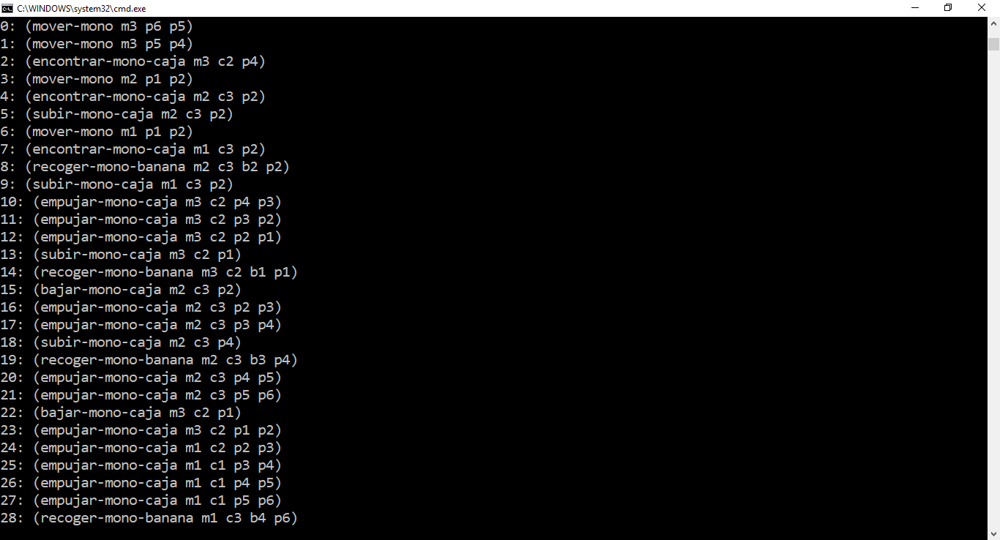 C:\WINDOWS\system32\cmd.exe
0: (mover-mono m3 p6 p5)
1: (mover-mono m3 p5 p4)
2: (encontrar-mono-caja m3 c2 p4)
3: (mover-mono m2 p1 p2)
4: (encontrar-mono-caja m2 c3 p2)
5: (subir-mono-caja m2 c3 p2)
6: (mover-mono m1 p1 p2)
7: (encontrar-mono-caja m1 c3 p2)
8: (recoger-mono-banana m2 c3 b2 p2)
9: (subir-mono-caja m1 c3 p2)
10: (empujar-mono-caja m3 c2 p4 p3)
11: (empujar-mono-caja m3 c2 p3 p2)
12: (empujar-mono-caja m3 c2 p2 p1)
13: (subir-mono-caja m3 c2 p1)
14: (recoger-mono-banana m3 c2 b1 p1)
15: (bajar-mono-caja m2 c3 p2)
16: (empujar-mono-caja m2 c3 p2 p3)
17: (empujar-mono-caja m2 c3 p3 p4)
18: (subir-mono-caja m2 c3 p4)
19: (recoger-mono-banana m2 c3 b3 p4)
20: (empujar-mono-caja m2 c3 p4 p5)
21: (empujar-mono-caja m2 c3 p5 p6)
22: (bajar-mono-caja m3 c2 p1)
23: (empujar-mono-caja m3 c2 p1 p2)
24: (empujar-mono-caja m1 c2 p2 p3)
25: (empujar-mono-caja m1 c1 p3 p4)
26: (empujar-mono-caja m1 c1 p4 p5)
27: (empujar-mono-caja m1 c1 p5 p6)
28: (recoger-mono-banana m1 c3 b4 p6)